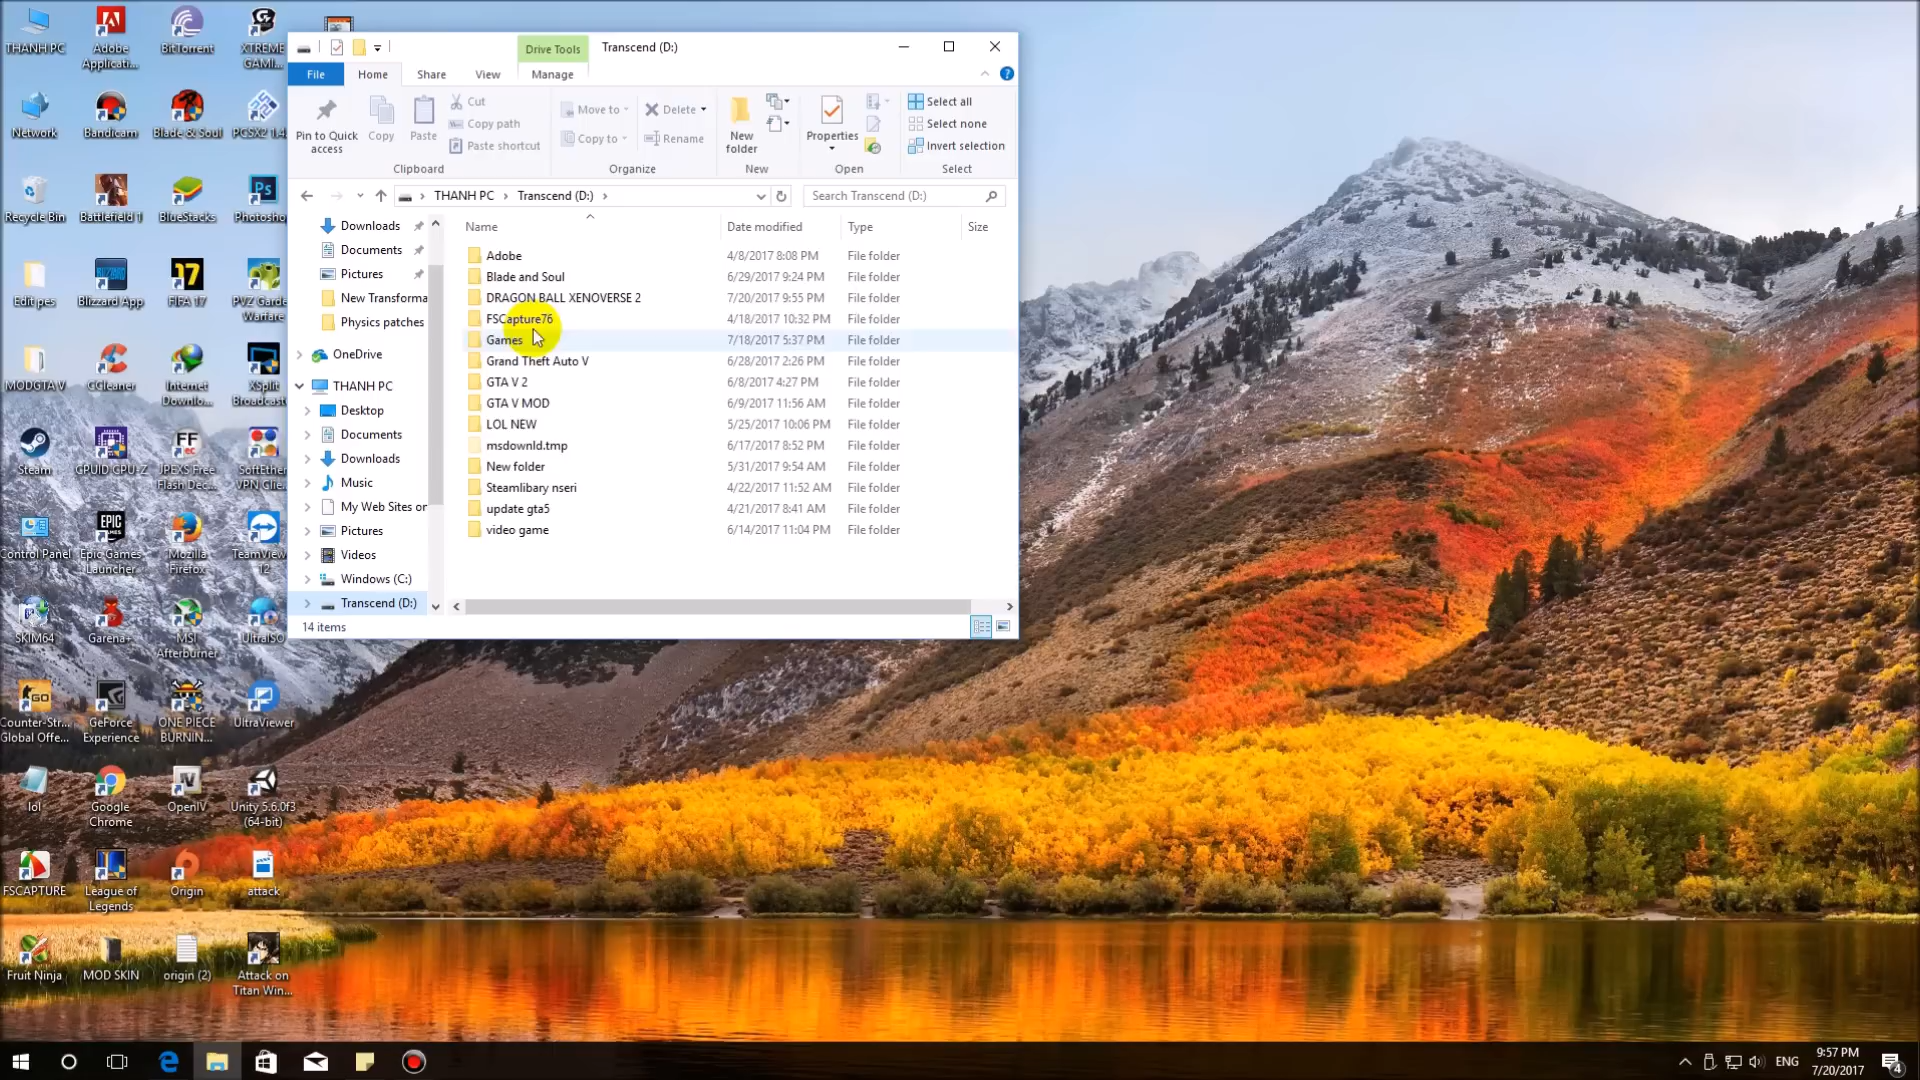 THANH PC
Adobe
Applicati...
BitTorrent
XTREME
GAMI...
Network
Bandicam
Blade & Soul
PCSX2 1.4.
Recycle Bin
Battlefield 1
BlueStacks
Photosho
Edit pes
Blizzard App
FIFA 17
PVZ Garde
Warfare
MODGTA V
CCleaner
Internet
Downlo...
XSplit
Broadcast
Steam
CPUID CPU-Z
JPEXS Free
Flash Dec...
SoftEther
VPN Clie..
Control Panel
Epic Games
Launcher
Mozilla
Firefox
TeamView
12
SKIM64
Garena+
MSI
Afterburner
UltraISO
Counter-Str...
Global Offe...
GeForce
Experience
ONE PIECE
BURNIN...
UltraViewer
lol
Google
Chrome
OpenIV
Unity 5.6.0f3
(64-bit)
FSCAPTURE
League of
Legends
Origin
attack
Fruit Ninja
MOD SKIN
origin (2)
Attack on
Titan Win...
Drive Tools
Transcend (D:)
File
Home
Share
View
Manage
Pin to Quick
access
Copy
Paste
Cut
Copy path
Paste shortcut
Clipboard
Move to
Copy to
Delete
Rename
Organize
New
folder
New
Properties
Open
Select all
Select none
Invert selection
Select
THANH PC > Transcend (D:) >
Search Transcend (D:)
Downloads
Documents
Pictures
New Transforma
Physics patches
OneDrive
THANH PC
Desktop
Documents
Downloads
Music
My Web Sites or
Pictures
Videos
Windows (C:)
Transcend (D:)
Name Date modified Type Size
Adobe 4/8/2017 8:08 PM File folder
Blade and Soul 6/29/2017 9:24 PM File folder
DRAGON BALL XENOVERSE 2 7/20/2017 9:55 PM File folder
FSCapture76 4/18/2017 10:32 PM File folder
Games 7/18/2017 5:37 PM File folder
Grand Theft Auto V 6/28/2017 2:26 PM File folder
GTA V 2 6/8/2017 4:27 PM File folder
GTA V MOD 6/9/2017 11:56 AM File folder
LOL NEW 5/25/2017 10:06 PM File folder
msdownld.tmp 6/17/2017 8:52 PM File folder
New folder 5/31/2017 9:54 AM File folder
Steamlibary nseri 4/22/2017 11:52 AM File folder
update gta5 4/21/2017 8:41 AM File folder
video game 6/14/2017 11:04 PM File folder
14 items
ENG
9:57 PM
7/20/2017
4